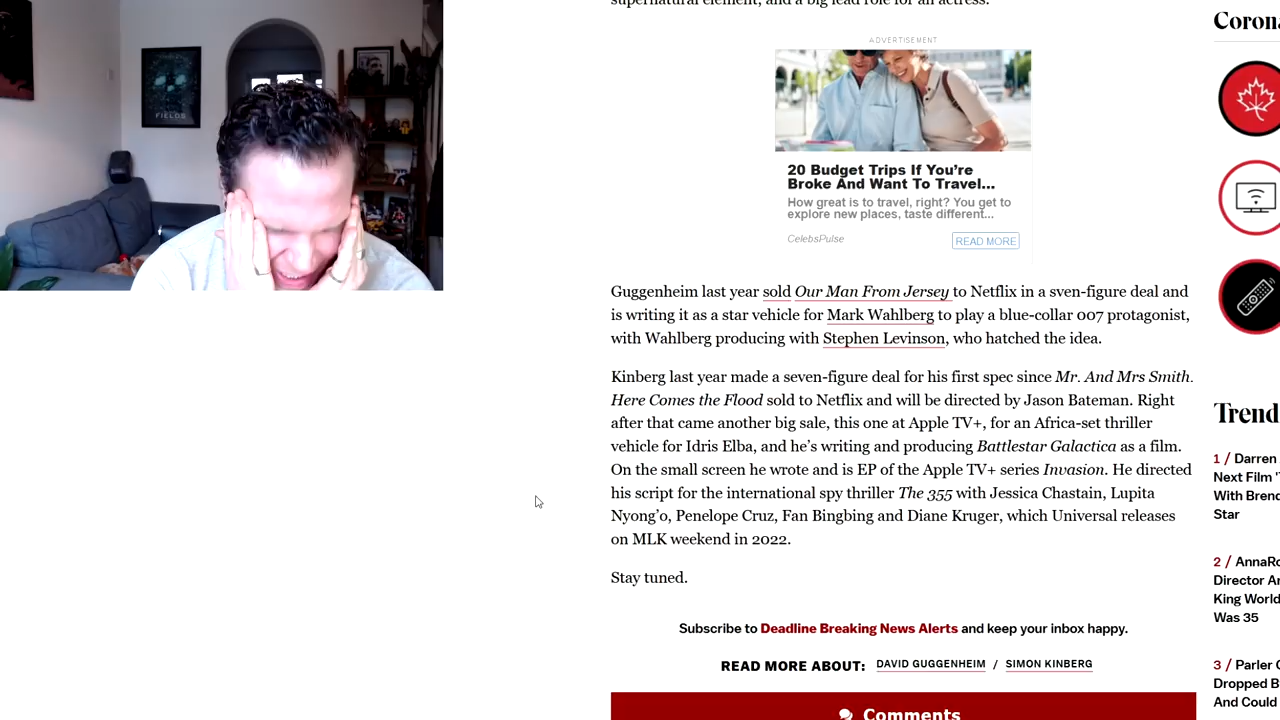 supernatural element, and a big lead role for an actress.
ADVERTISEMENT
20 Budget Trips If You're
Broke And Want To Travel...
How great is to travel, right? You get to
explore new places, taste different...
CelebsPulse
READ MORE
Guggenheim last year sold Our Man From Jersey to Netflix in a sven-figure deal and
is writing it as a star vehicle for Mark Wahlberg to play a blue-collar 007 protagonist,
with Wahlberg producing with Stephen Levinson, who hatched the idea.
Kinberg last year made a seven-figure deal for his first spec since Mr. And Mrs Smith.
Here Comes the Flood sold to Netflix and will be directed by Jason Bateman. Right
after that came another big sale, this one at Apple TV+, for an Africa-set thriller
vehicle for Idris Elba, and he's writing and producing Battlestar Galactica as a film.
On the small screen he wrote and is EP of the Apple TV+ series Invasion. He directed
his script for the international spy thriller The 355 with Jessica Chastain, Lupita
Nyong'o, Penelope Cruz, Fan Bingbing and Diane Kruger, which Universal releases
on MLK weekend in 2022.
Stay tuned.
Subscribe to Deadline Breaking News Alerts and keep your inbox happy.
READ MORE ABOUT: DAVID GUGGENHEIM / SIMON KINBERG
Comments
Corona
Trend
1 / Darren
Next Film
With Bren
Star
2 / AnnaR
Director A
King World
Was 35
3 / Parler
Dropped B
And Could
FIELDS